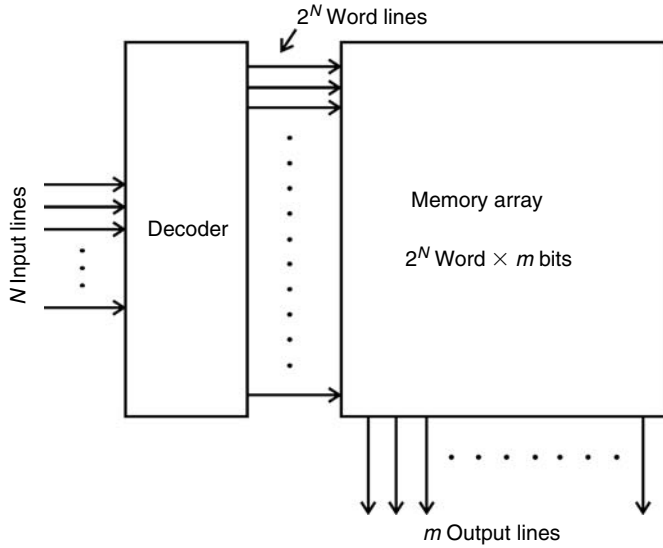 2^N Word lines
N Input lines
Decoder
Memory array
2^N Word × m bits
m Output lines